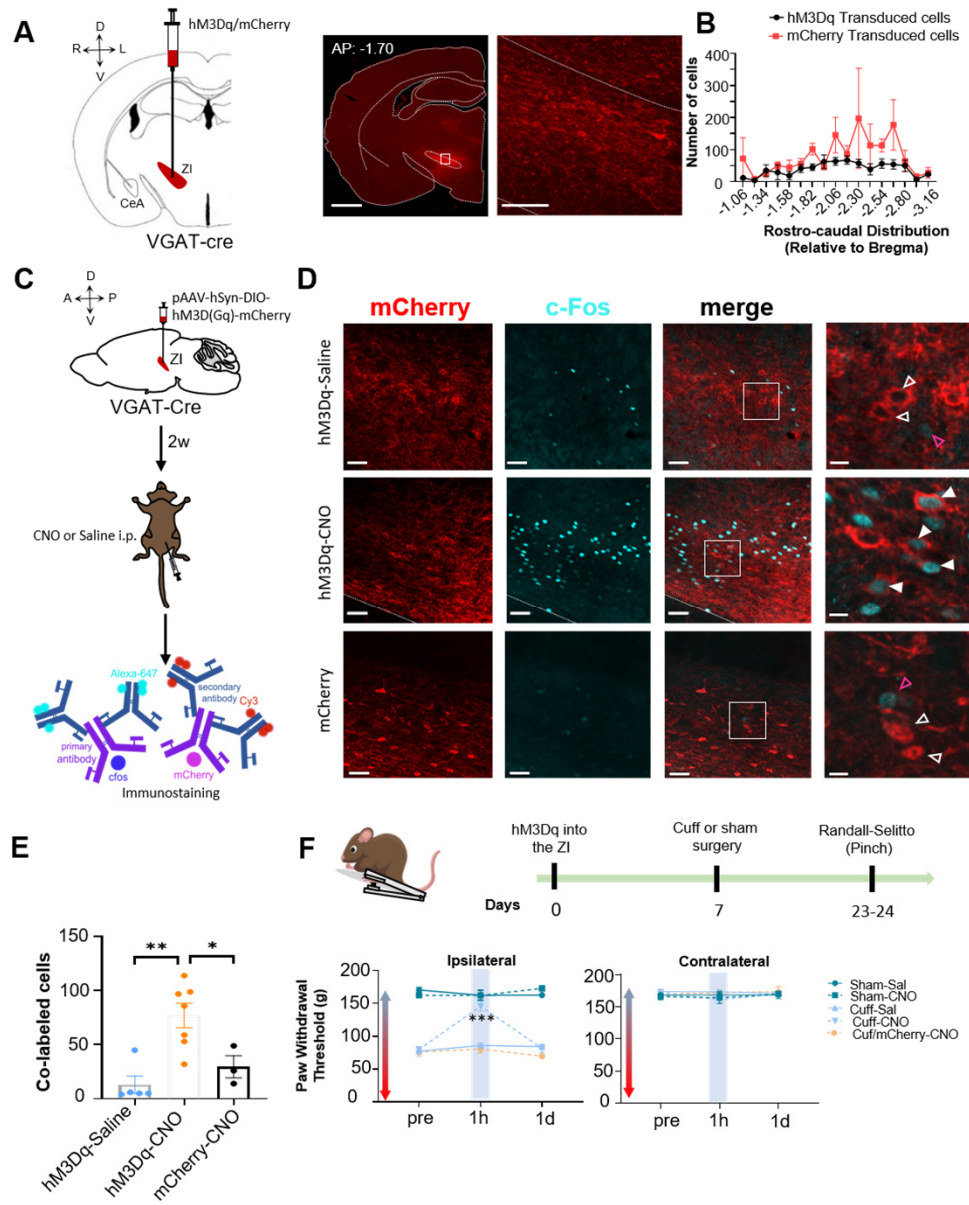 A
hM3Dq/mCherry
D
R
L
V
ZI
CeA
VGAT-cre
AP: -1.70
B
hM3Dq Transduced cells
mCherry Transduced cells
Number of cells
400
300
200
100
0
-1.06
-1.34
-1.58
-1.82
-2.06
-2.30
-2.54
-2.80
-3.16
Rostro-caudal Distribution
(Relative to Bregma)
C
D
A
P
V
pAAV-hSyn-DIO-
hM3D(Gq)-mCherry
ZI
VGAT-Cre
2w
CNO or Saline i.p.
Alexa-647
secondary
antibody
Cy3
primary
antibody
cfos
mCherry
Immunostaining
D
mCherry
c-Fos
merge
hM3Dq-Saline
hM3Dq-CNO
mCherry
E
Co-labeled cells
150
100
50
0
**
*
hM3Dq-Saline
hM3Dq-CNO
mCherry-CNO
F
hM3Dq into
the ZI
Cuff or sham
surgery
Randall-Selitto
(Pinch)
Days
0
7
23-24
Ipsilateral
Paw Withdrawal
Threshold (g)
200
150
100
50
0
***
pre
1h
1d
Contralateral
200
150
100
50
0
pre
1h
1d
Sham-Sal
Sham-CNO
Cuff-Sal
Cuff-CNO
Cuf/mCherry-CNO